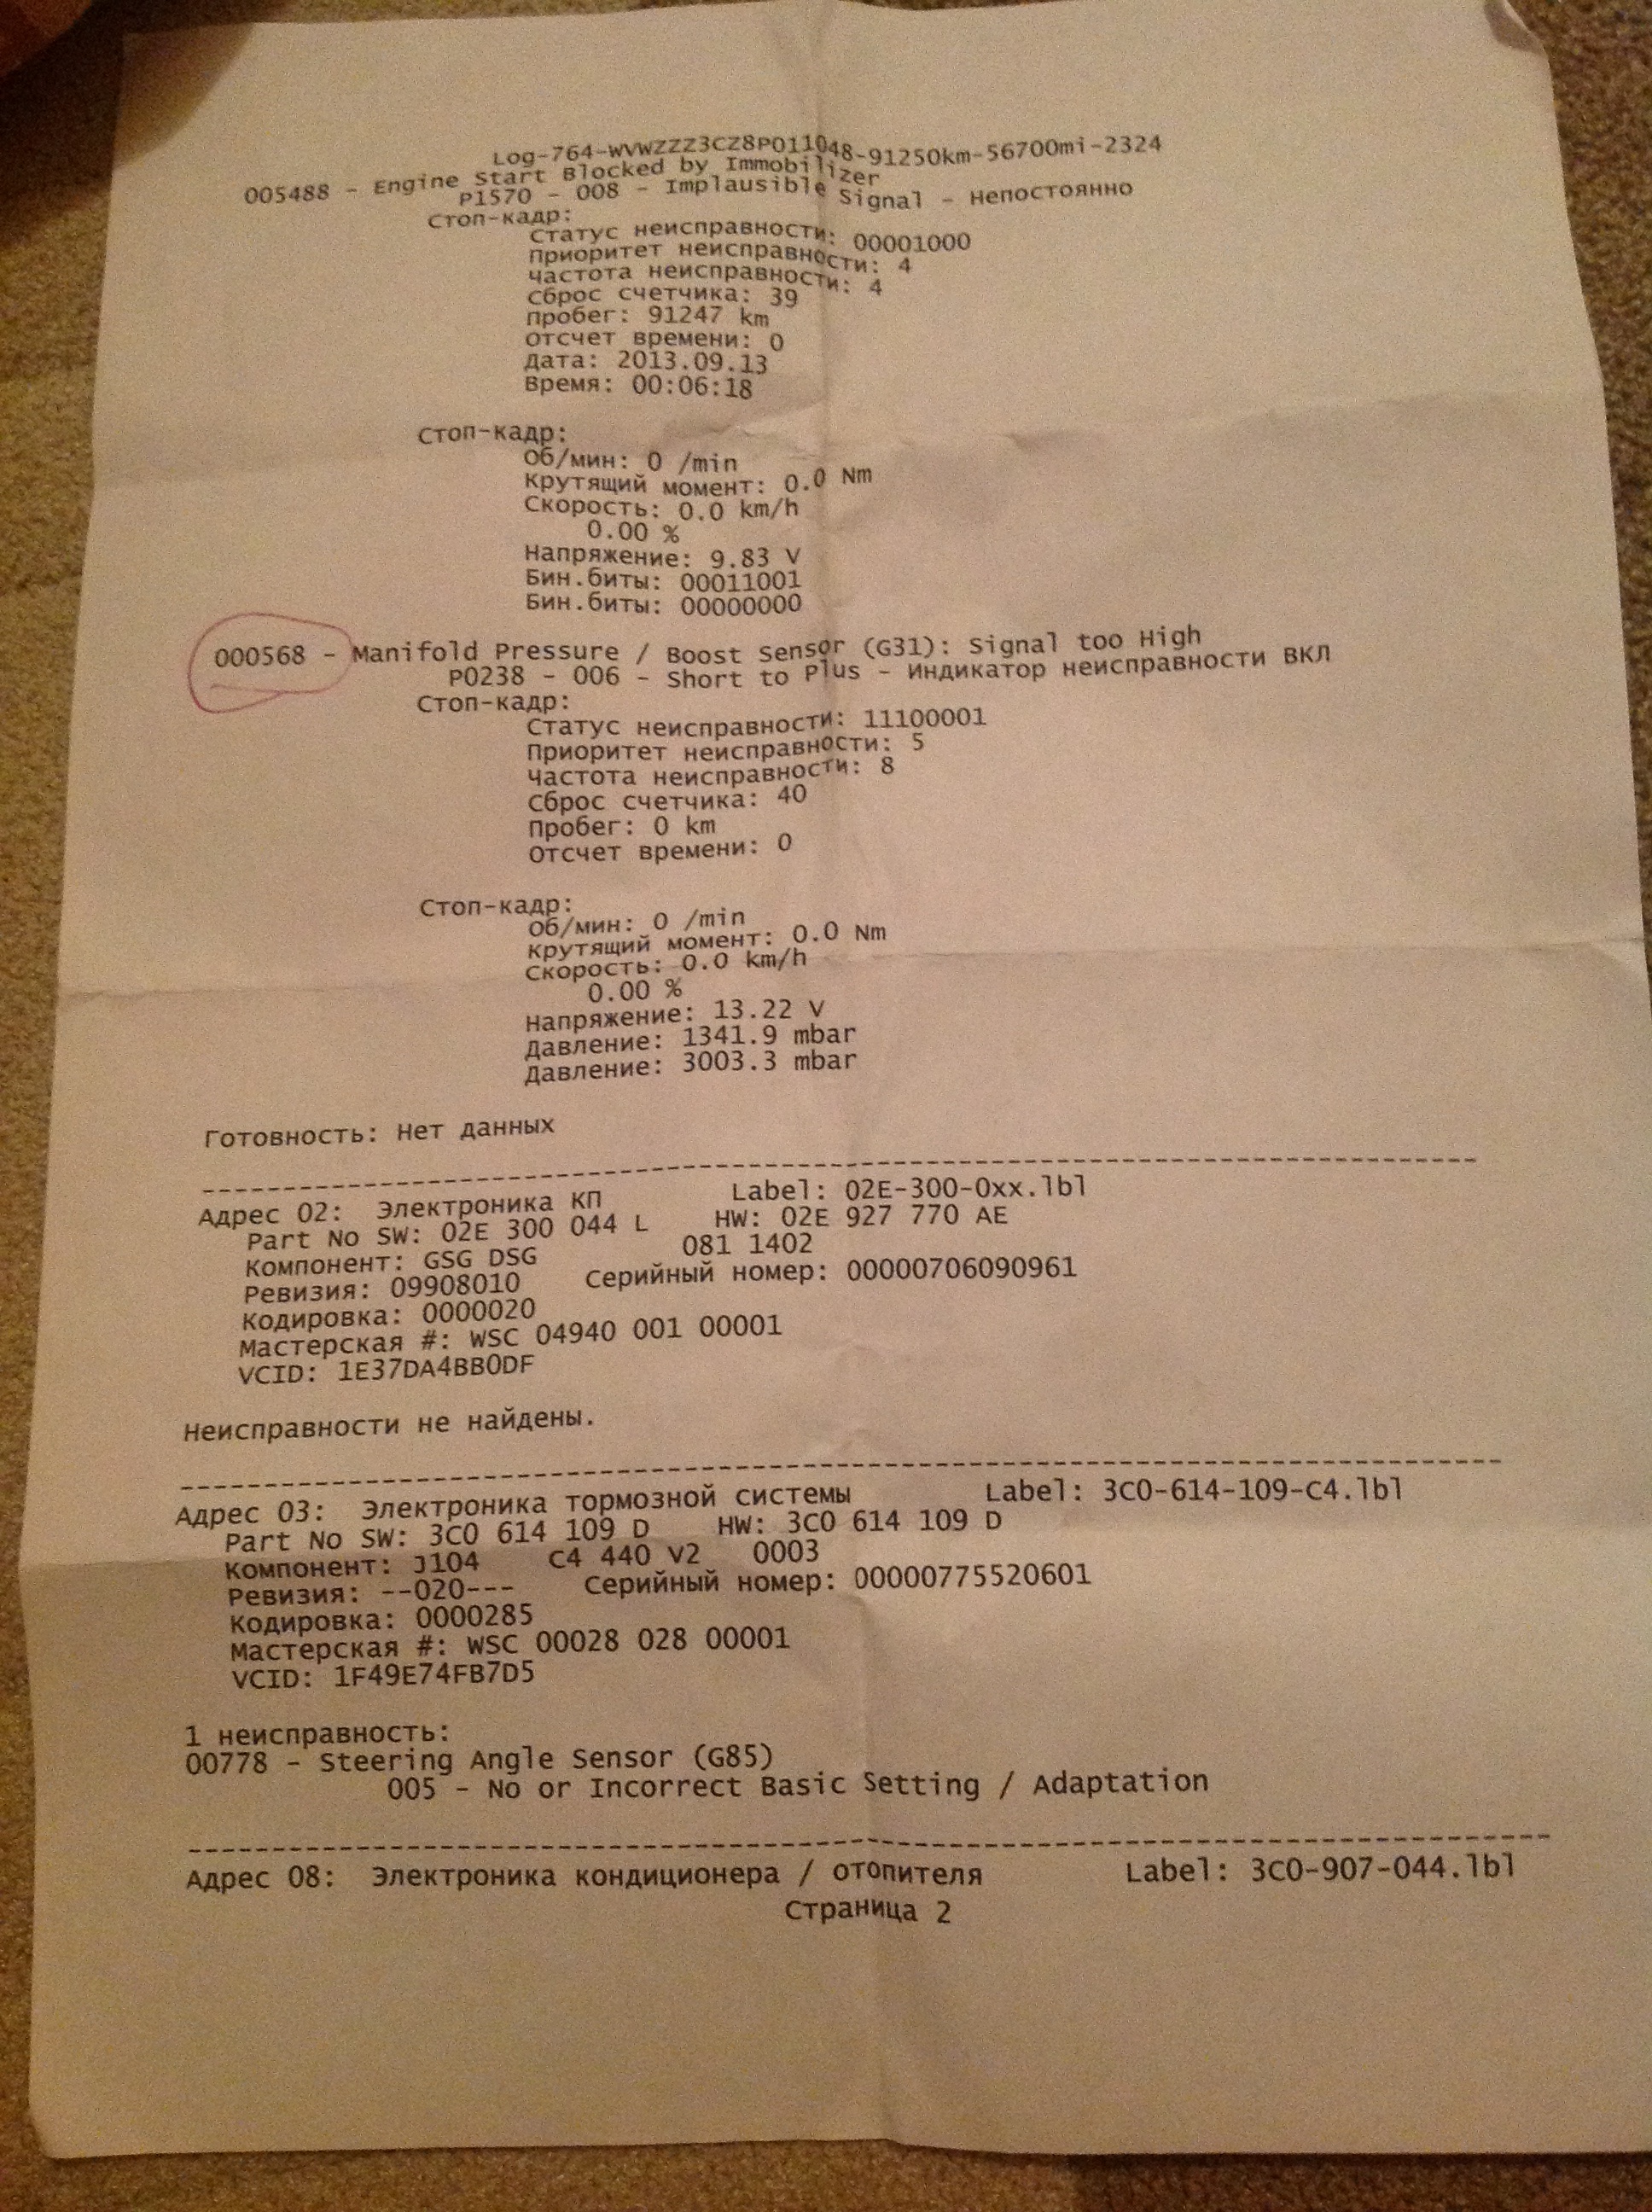 Log-764-WVWZZZ3CZ8P011048-91250km-56700mi-2324
005488 - Engine Start Blocked by Immobilizer
P1570 - 008 - Implausible Signal - Непостоянно
Стоп-кадр:
Статус неисправности: 00001000
Приоритет неисправности: 4
Частота неисправности: 4
Сброс счетчика: 39
Пробег: 91247 km
Отсчет времени: 0
Дата: 2013.09.13
Время: 00:06:18
Стоп-кадр:
Об/мин: 0 /min
Крутящий момент: 0.0 Nm
Скорость: 0.0 km/h
0.00 %
Напряжение: 9.83 V
Бин.биты: 00011001
Бин.биты: 00000000
000568 - Manifold Pressure / Boost Sensor (G31): Signal too High
P0238 - 006 - Short to Plus - Индикатор неисправности ВКЛ
Стоп-кадр:
Статус неисправности: 11100001
Приоритет неисправности: 5
Частота неисправности: 8
Сброс счетчика: 40
Пробег: 0 km
Отсчет времени: 0
Стоп-кадр:
Об/мин: 0 /min
Крутящий момент: 0.0 Nm
Скорость: 0.0 km/h
0.00 %
Напряжение: 13.22 V
Давление: 1341.9 mbar
Давление: 3003.3 mbar
Готовность: Нет данных
-------------------------------------------------------------------------------
Адрес 02: Электроника КП Label: 02E-300-0xx.lbl
Part No SW: 02E 300 044 L HW: 02E 927 770 AE
Компонент: GSG DSG 081 1402
Ревизия: 09908010 Серийный номер: 00000706090961
Кодировка: 0000020
Мастерская #: WSC 04940 001 00001
VCID: 1E37DA4BB0DF
Неисправности не найдены.
-------------------------------------------------------------------------------
Адрес 03: Электроника тормозной системы Label: 3C0-614-109-C4.lbl
Part No SW: 3C0 614 109 D HW: 3C0 614 109 D
Компонент: J104 C4 440 V2 0003
Ревизия: --020--- Серийный номер: 00000775520601
Кодировка: 0000285
Мастерская #: WSC 00028 028 00001
VCID: 1F49E74FB7D5
1 неисправность:
00778 - Steering Angle Sensor (G85)
005 - No or Incorrect Basic Setting / Adaptation
-------------------------------------------------------------------------------
Адрес 08: Электроника кондиционера / отопителя Label: 3C0-907-044.lbl
Страница 2